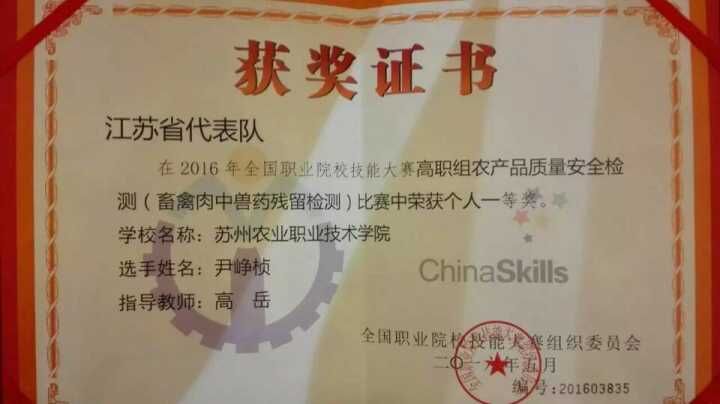 获奖证书
江苏省代表队
在2016年全国职业院校技能大赛高职组农产品质量安全检
测（畜禽肉中兽药残留检测）比赛中荣获个人一等奖。
学校名称：苏州农业职业技术学院
选手姓名：尹峥桢
指导教师：高 岳
ChinaSkills
全国职业院校技能大赛组织委员会
二〇一六年五月
编号:201603835